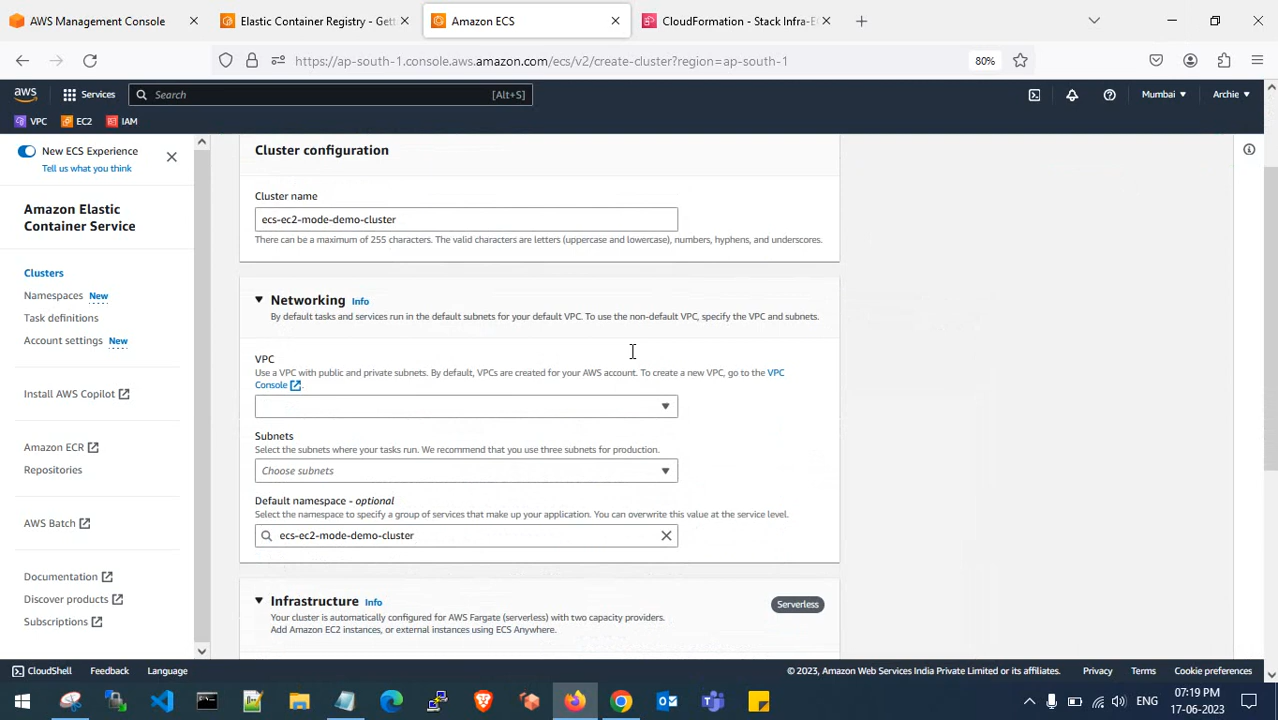 AWS Management Console
Elastic Container Registry - Gett
Amazon ECS
CloudFormation - Stack Infra-E
https://ap-south-1.console.aws.amazon.com/ecs/v2/create-cluster?region=ap-south-1
80%
aws
Services
Search
[Alt+S]
Mumbai
Archie
VPC
EC2
IAM
New ECS Experience
Tell us what you think
Amazon Elastic
Container Service
Clusters
Namespaces New
Task definitions
Account settings New
Install AWS Copilot
Amazon ECR
Repositories
AWS Batch
Documentation
Discover products
Subscriptions
Cluster configuration
Cluster name
ecs-ec2-mode-demo-cluster
There can be a maximum of 255 characters. The valid characters are letters (uppercase and lowercase), numbers, hyphens, and underscores.
Networking Info
By default tasks and services run in the default subnets for your default VPC. To use the non-default VPC, specify the VPC and subnets.
VPC
Use a VPC with public and private subnets. By default, VPCs are created for your AWS account. To create a new VPC, go to the VPC
Console .
Subnets
Select the subnets where your tasks run. We recommend that you use three subnets for production.
Choose subnets
Default namespace - optional
Select the namespace to specify a group of services that make up your application. You can overwrite this value at the service level.
ecs-ec2-mode-demo-cluster
Infrastructure Info
Serverless
Your cluster is automatically configured for AWS Fargate (serverless) with two capacity providers.
Add Amazon EC2 instances, or external instances using ECS Anywhere.
CloudShell
Feedback
Language
© 2023, Amazon Web Services India Private Limited or its affiliates.
Privacy
Terms
Cookie preferences
ENG
07:19 PM
17-06-2023